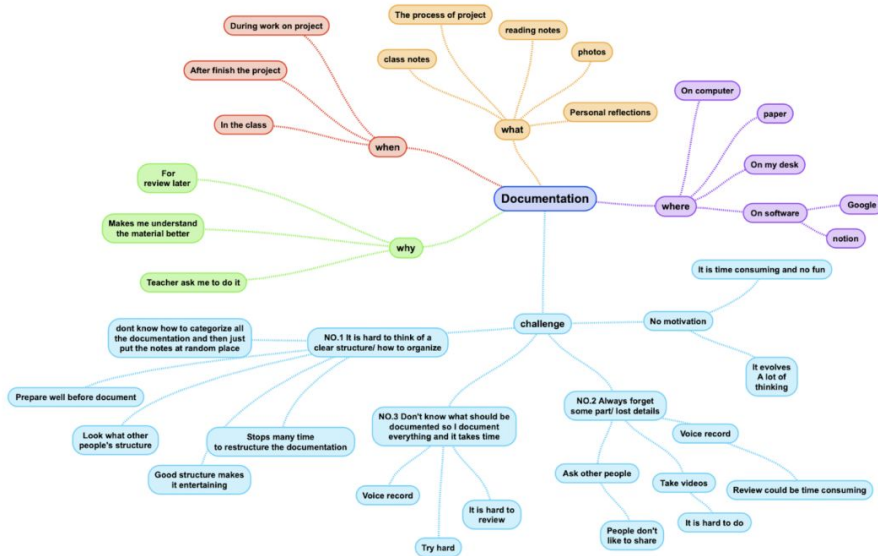 Documentation
when
During work on project
After finish the project
In the class
what
The process of project
class notes
reading notes
photos
Personal reflections
where
On computer
paper
On my desk
On software
Google
notion
why
For
review later
Makes me understand
the material better
Teacher ask me to do it
challenge
NO.1 It is hard to think of a
clear structure/ how to organize
dont know how to categorize all
the documentation and then just
put the notes at random place
Prepare well before document
Look what other
people's structure
Good structure makes
it entertaining
Stops many time
to restructure the documentation
NO.3 Don't know what should be
documented so I document
everything and it takes time
Voice record
Try hard
It is hard to
review
NO.2 Always forget
some part/ lost details
Ask other people
People don't
like to share
Take videos
It is hard to do
Voice record
Review could be time consuming
No motivation
It is time consuming and no fun
It evolves
A lot of
thinking